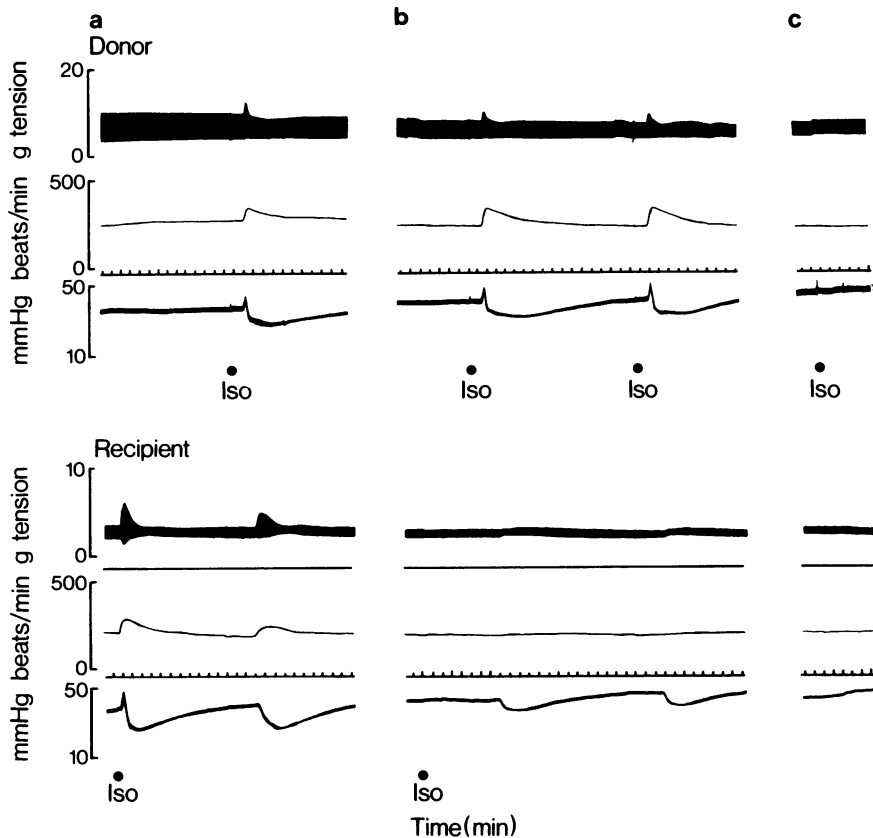 a
b
c
Donor
g tension
20
0
beats/min
500
0
mmHg
50
10
Iso
Iso
Iso
Iso
Recipient
g tension
10
0
beats/min
500
0
mmHg
50
10
Iso
Iso
Time(min)